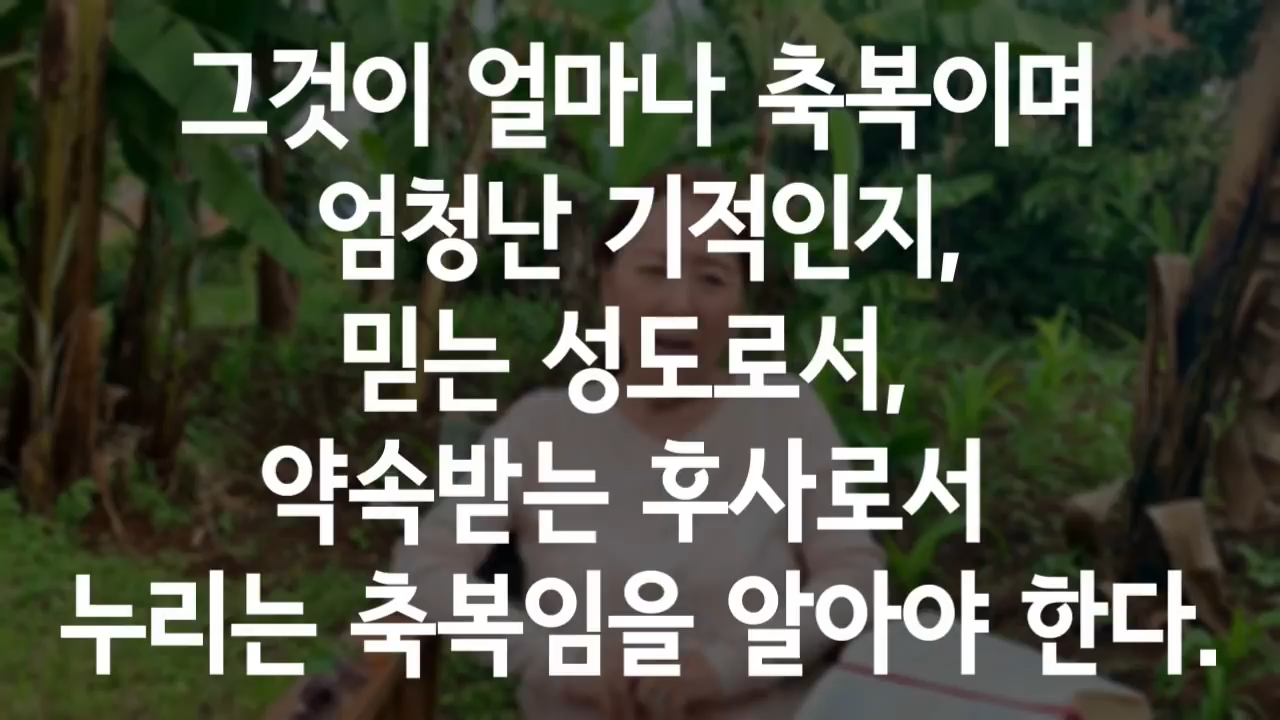 그것이 얼마나 축복이며
엄청난 기적인지,
믿는 성도로서,
약속받는 후사로서
누리는 축복임을 알아야 한다.